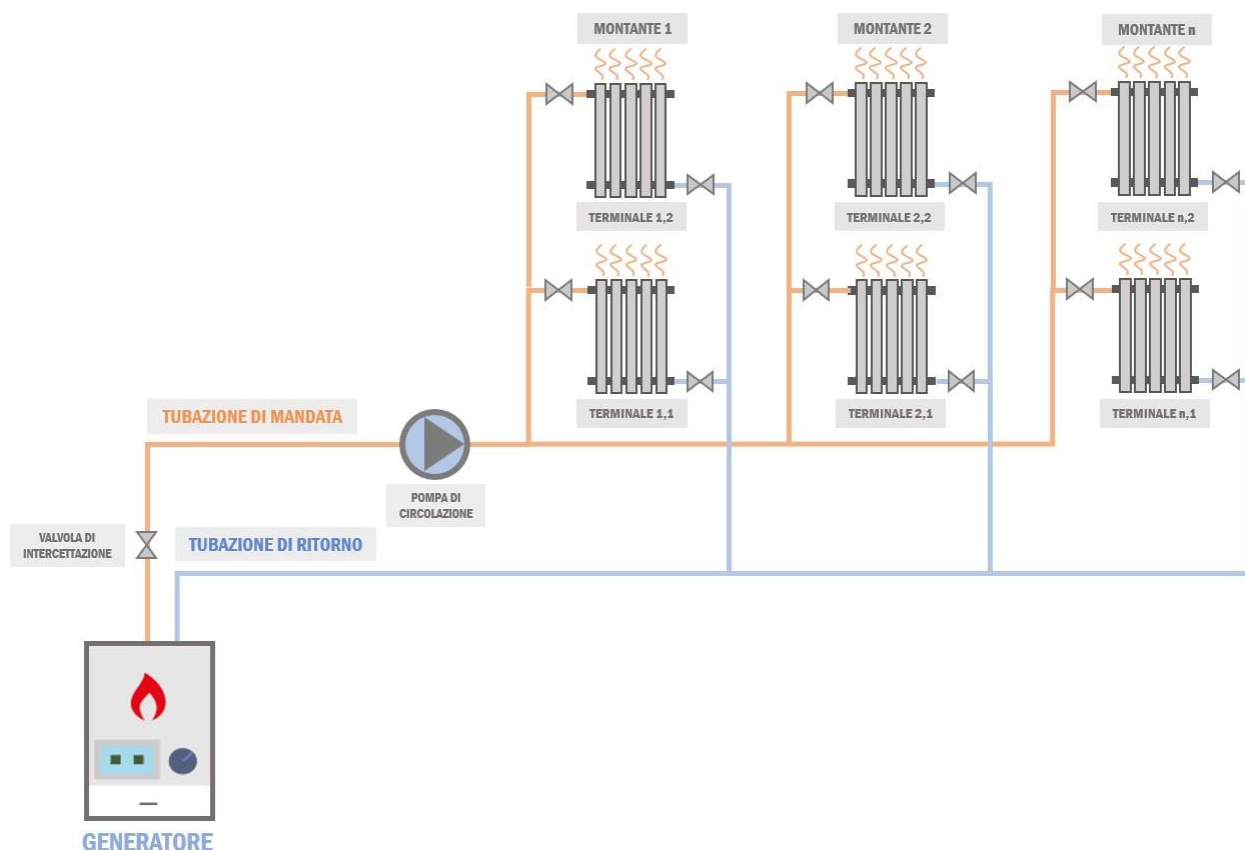 MONTANTE 1
MONTANTE 2
MONTANTE n
TERMINALE 1,2
TERMINALE 2,2
TERMINALE n,2
TERMINALE 1,1
TERMINALE 2,1
TERMINALE n,1
TUBAZIONE DI MANDATA
POMPA DI
CIRCOLAZIONE
VALVOLA DI
INTERCETTAZIONE
TUBAZIONE DI RITORNO
GENERATORE